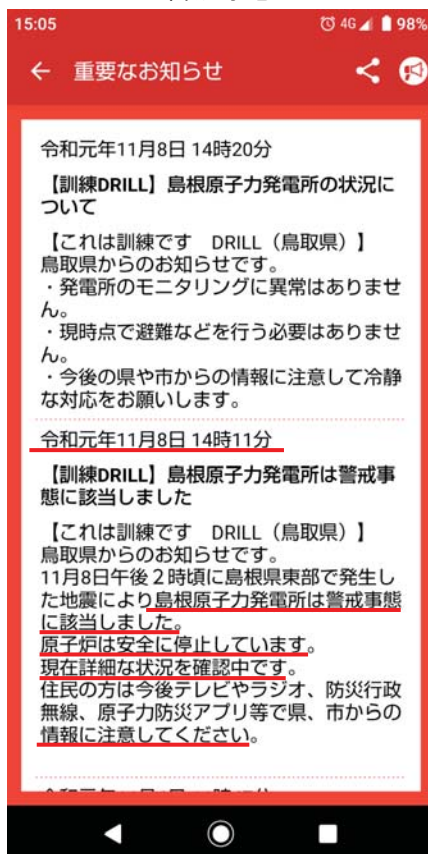 15:05
4G 98%
重要なお知らせ
令和元年11月8日 14時20分
【訓練DRILL】島根原子力発電所の状況に
ついて
【これは訓練です　DRILL（鳥取県）】
鳥取県からのお知らせです。
・発電所のモニタリングに異常はありませ
ん。
・現時点で避難などを行う必要はありませ
ん。
・今後の県や市からの情報に注意して冷静
な対応をお願いします。
令和元年11月8日 14時11分
【訓練DRILL】島根原子力発電所は警戒事
態に該当しました
【これは訓練です　DRILL（鳥取県）】
鳥取県からのお知らせです。
11月8日午後２時頃に島根県東部で発生し
た地震により島根原子力発電所は警戒事態
に該当しました。
原子炉は安全に停止しています。
現在詳細な状況を確認中です。
住民の方は今後テレビやラジオ、防災行政
無線、原子力防災アプリ等で県、市からの
情報に注意してください。